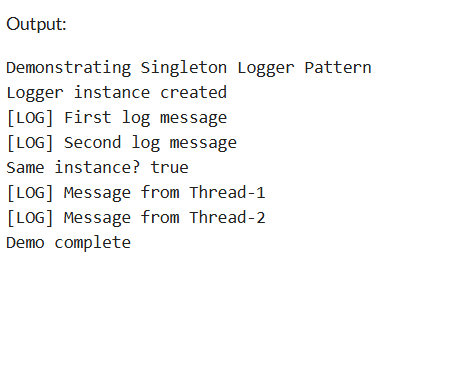 Output:
Demonstrating Singleton Logger Pattern
Logger instance created
[LOG] First log message
[LOG] Second log message
Same instance? true
[LOG] Message from Thread-1
[LOG] Message from Thread-2
Demo complete